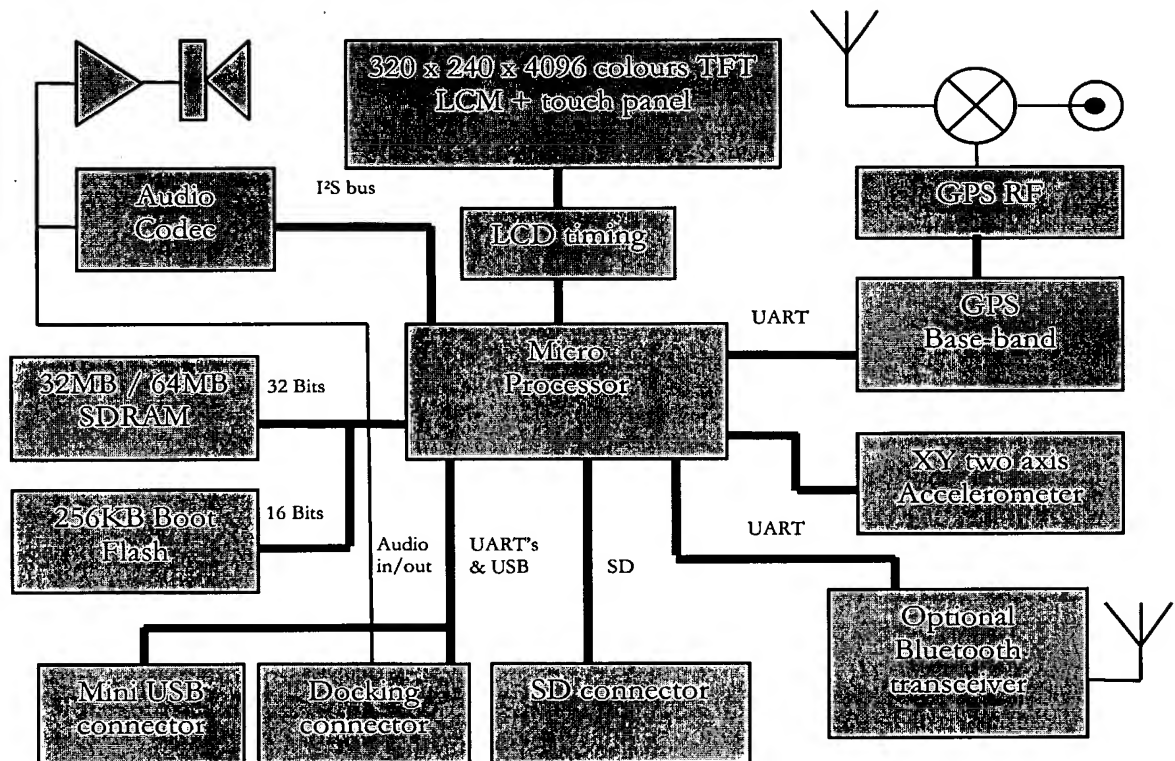 320 x 240 x 4096 colours TFT
LCM + touch panel
Audio
Codec
I²S bus
LCD timing
GPS RF
GPS
Base-band
UART
Micro
Processor
32MB / 64MB
SDRAM
32 Bits
XY two axis
Accelerometer
256KB Boot
Flash
16 Bits
Audio
in/out
UART's
& USB
SD
UART
Optional
Bluetooth
transceiver
Mini USB
connector
Docking
connector
SD connector